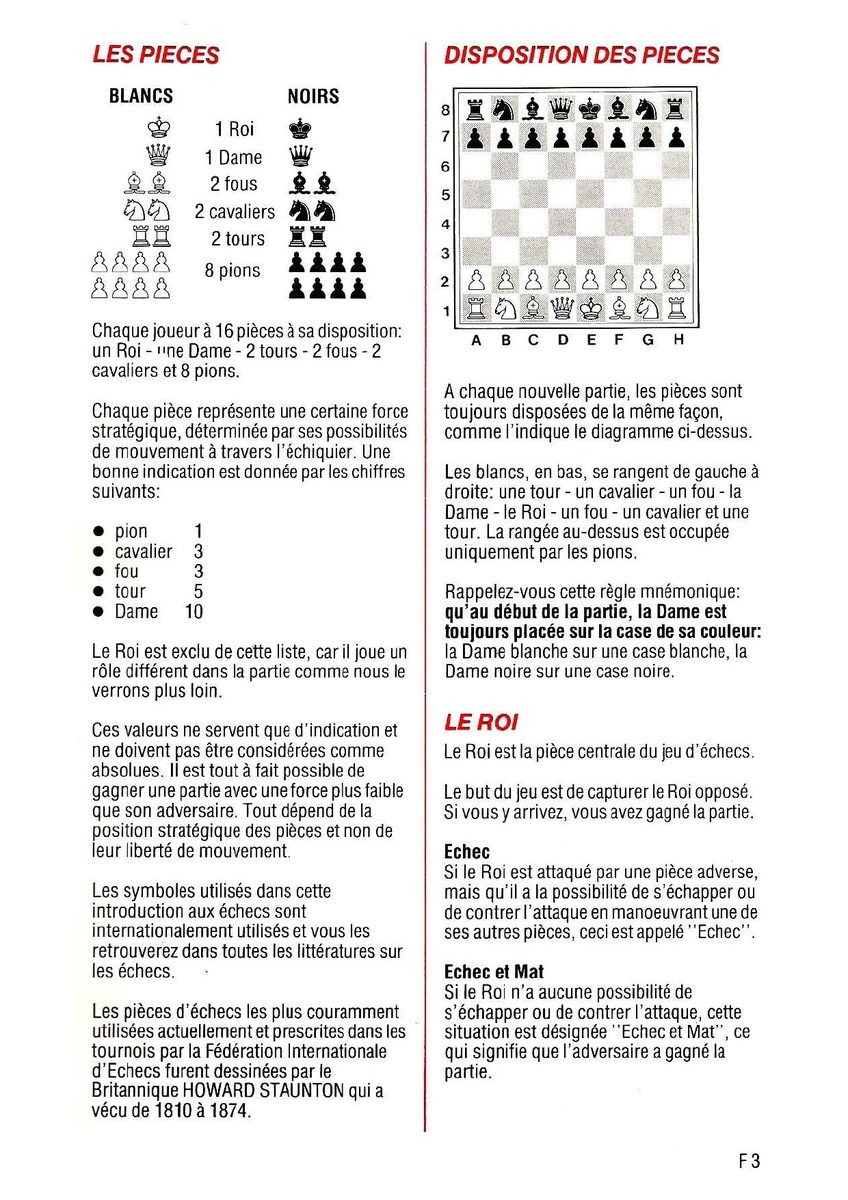 LES PIECES
BLANCS NOIRS
1 Roi
1 Dame
2 fous
2 cavaliers
2 tours
8 pions
Chaque joueur à 16 pièces à sa disposition:
un Roi - une Dame - 2 tours - 2 fous - 2
cavaliers et 8 pions.
Chaque pièce représente une certaine force
stratégique, déterminée par ses possibilités
de mouvement à travers l'échiquier. Une
bonne indication est donnée par les chiffres
suivants:
● pion 1
● cavalier 3
● fou 3
● tour 5
● Dame 10
Le Roi est exclu de cette liste, car il joue un
rôle différent dans la partie comme nous le
verrons plus loin.
Ces valeurs ne servent que d'indication et
ne doivent pas être considérées comme
absolues. Il est tout à fait possible de
gagner une partie avec une force plus faible
que son adversaire. Tout dépend de la
position stratégique des pièces et non de
leur liberté de mouvement.
Les symboles utilisés dans cette
introduction aux échecs sont
internationalement utilisés et vous les
retrouverez dans toutes les littératures sur
les échecs.
Les pièces d'échecs les plus couramment
utilisées actuellement et prescrites dans les
tournois par la Fédération Internationale
d'Echecs furent dessinées par le
Britannique HOWARD STAUNTON qui a
vécu de 1810 à 1874.
DISPOSITION DES PIECES
8
7
6
5
4
3
2
1
A B C D E F G H
A chaque nouvelle partie, les pièces sont
toujours disposées de la même façon,
comme l'indique le diagramme ci-dessus.
Les blancs, en bas, se rangent de gauche à
droite: une tour - un cavalier - un fou - la
Dame - le Roi - un fou - un cavalier et une
tour. La rangée au-dessus est occupée
uniquement par les pions.
Rappelez-vous cette règle mnémonique:
qu'au début de la partie, la Dame est
toujours placée sur la case de sa couleur:
la Dame blanche sur une case blanche, la
Dame noire sur une case noire.
LE ROI
Le Roi est la pièce centrale du jeu d'échecs.
Le but du jeu est de capturer le Roi opposé.
Si vous y arrivez, vous avez gagné la partie.
Echec
Si le Roi est attaqué par une pièce adverse,
mais qu'il a la possibilité de s'échapper ou
de contrer l'attaque en manoeuvrant une de
ses autres pièces, ceci est appelé "Echec".
Echec et Mat
Si le Roi n'a aucune possibilité de
s'échapper ou de contrer l'attaque, cette
situation est désignée "Echec et Mat", ce
qui signifie que l'adversaire a gagné la
partie.
F 3